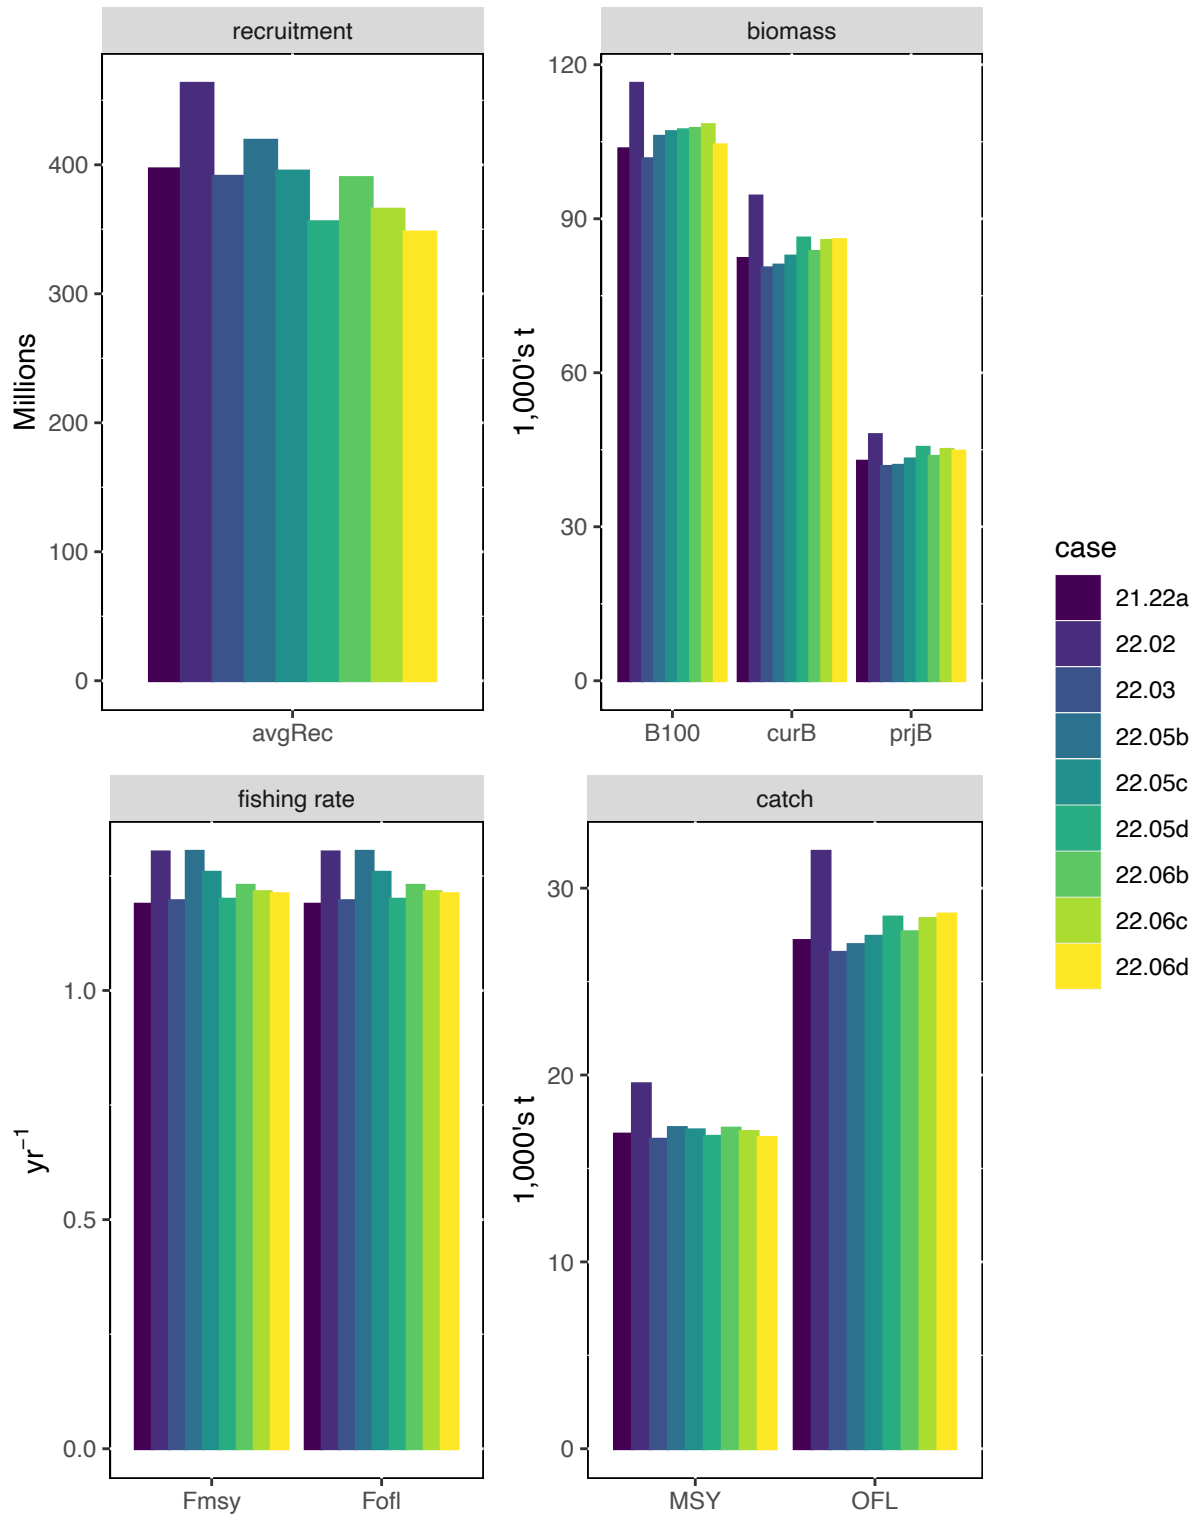 recruitment
biomass
Millions
400
300
200
100
0
avgRec
1,000's t
120
90
60
30
0
B100
curB
prjB
fishing rate
catch
yr⁻¹
1.0
0.5
0.0
Fmsy
Fofl
1,000's t
30
20
10
0
MSY
OFL
case
21.22a
22.02
22.03
22.05b
22.05c
22.05d
22.06b
22.06c
22.06d